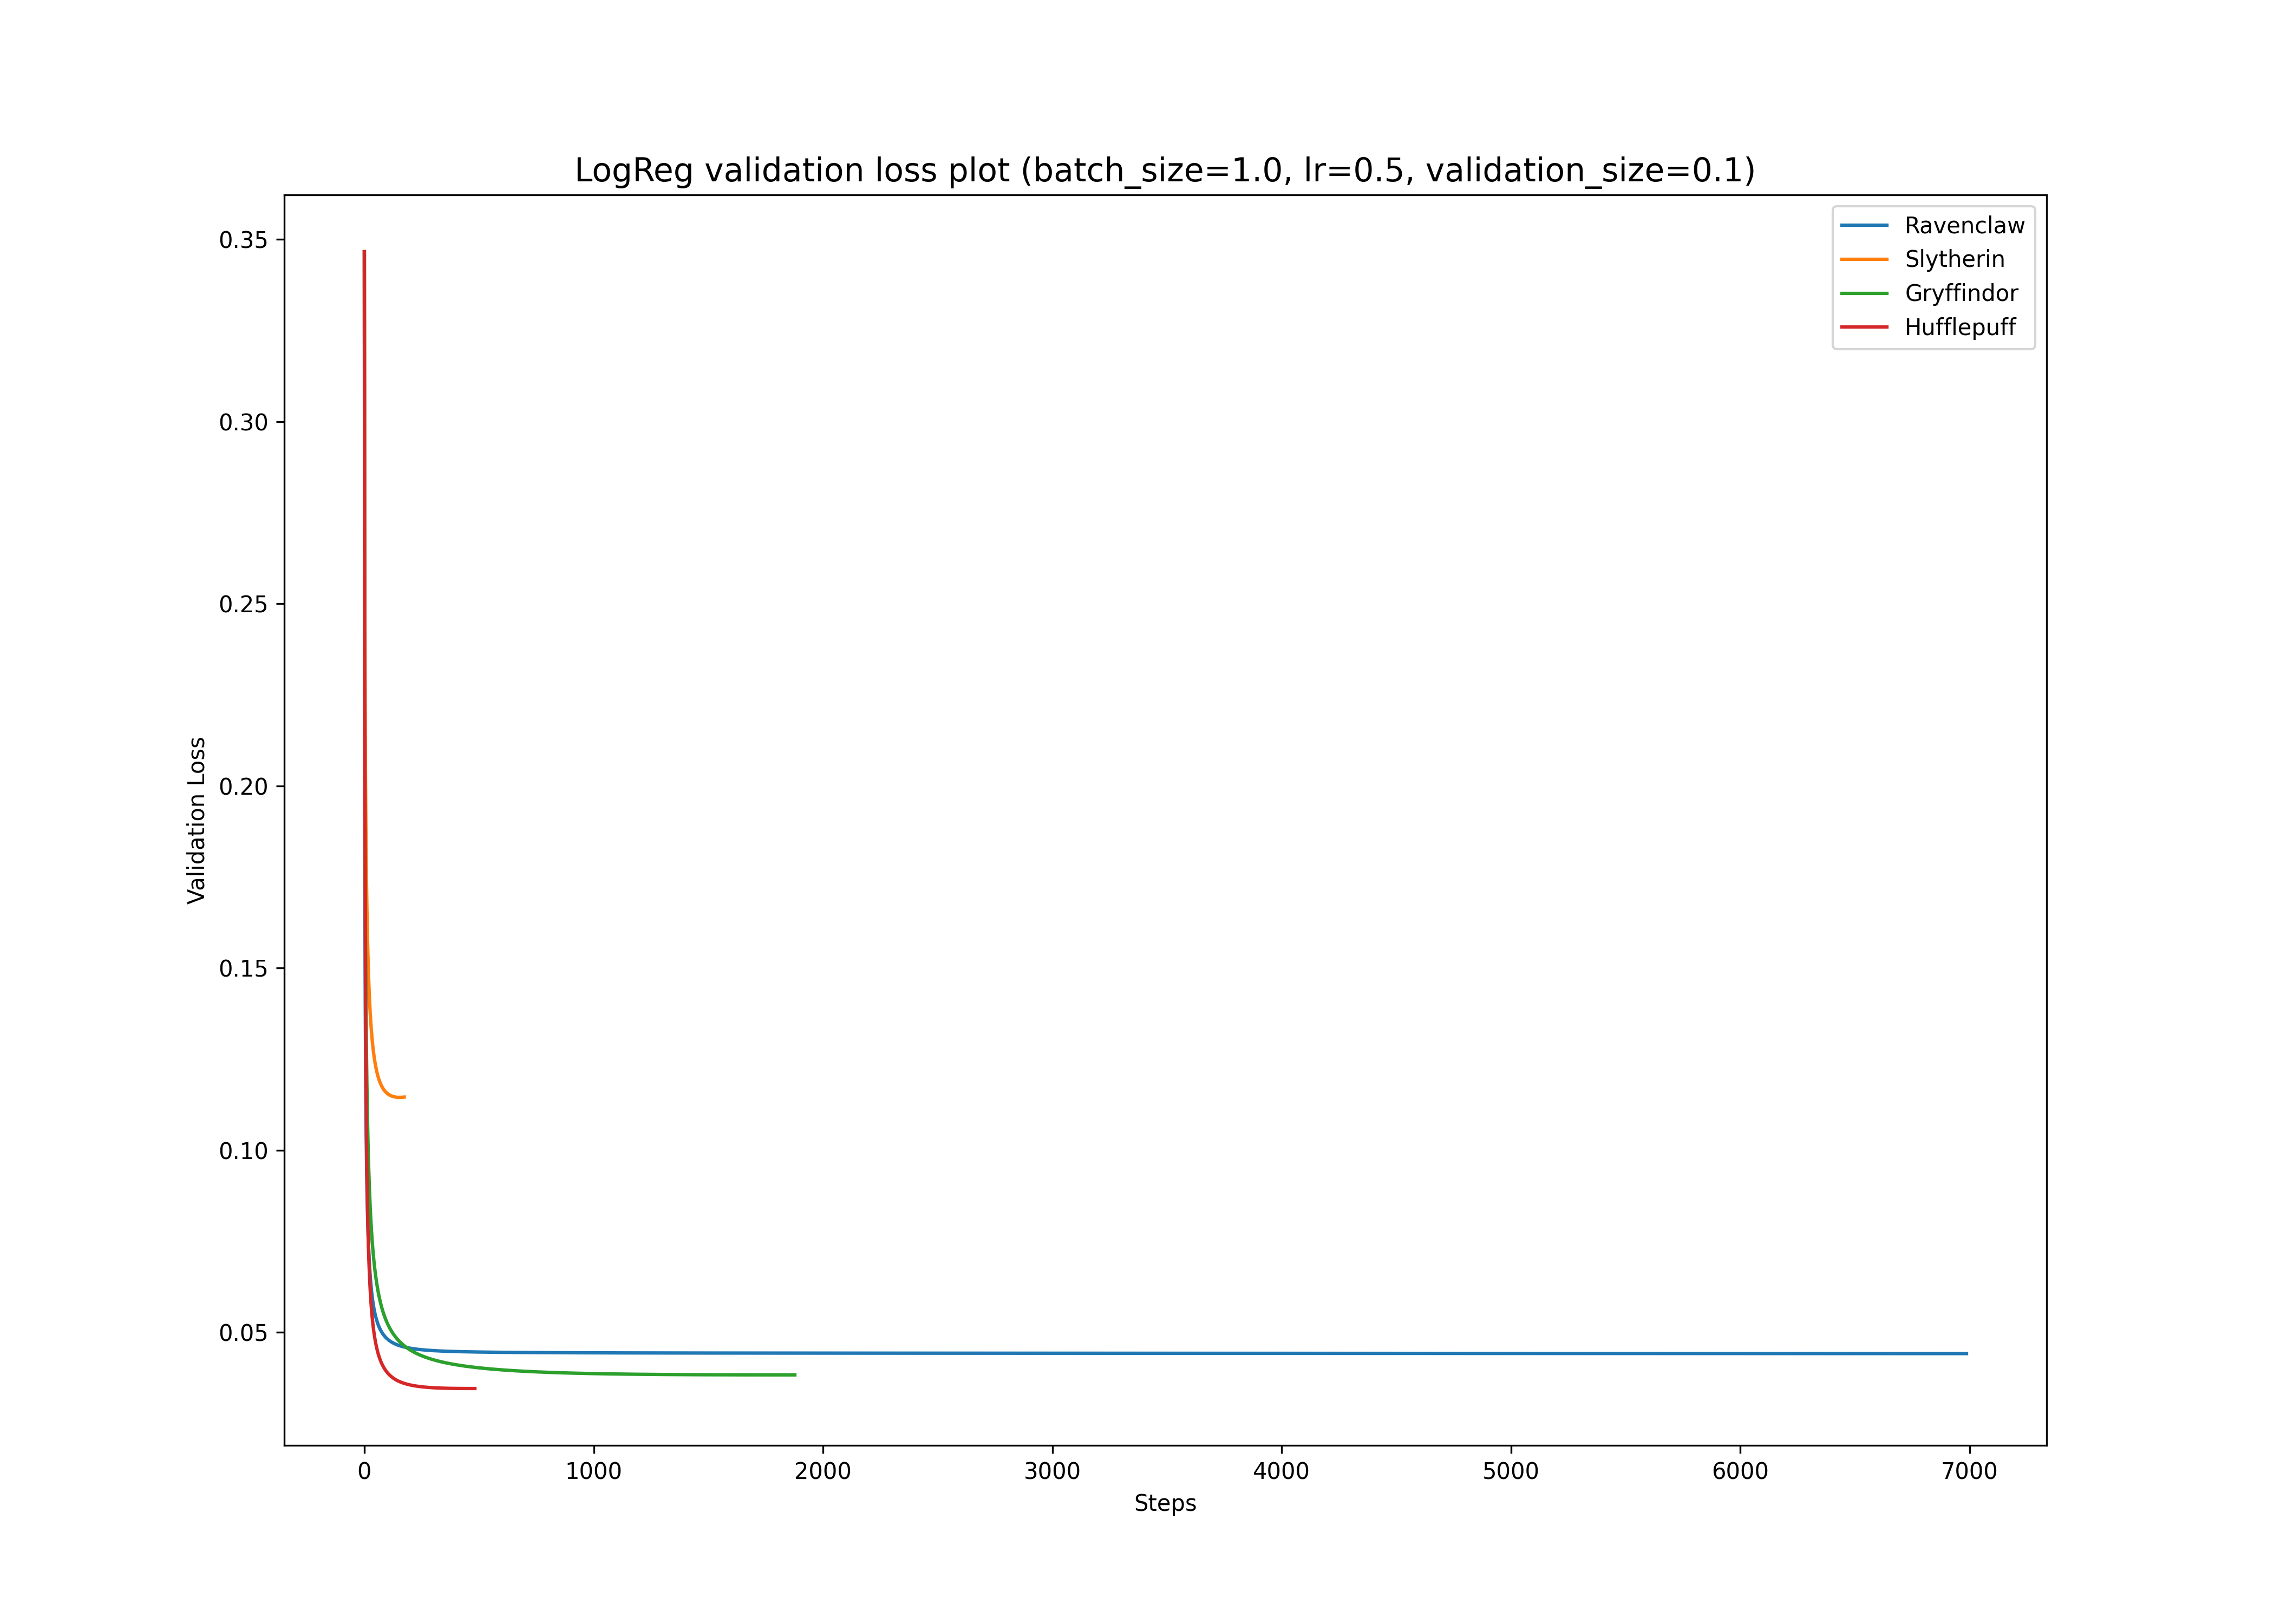 LogReg validation loss plot (batch_size=1.0, lr=0.5, validation_size=0.1)
Ravenclaw
Slytherin
Gryffindor
Hufflepuff
0.35
0.30
0.25
0.20
0.15
0.10
0.05
Validation Loss
0 1000 2000 3000 4000 5000 6000 7000
Steps